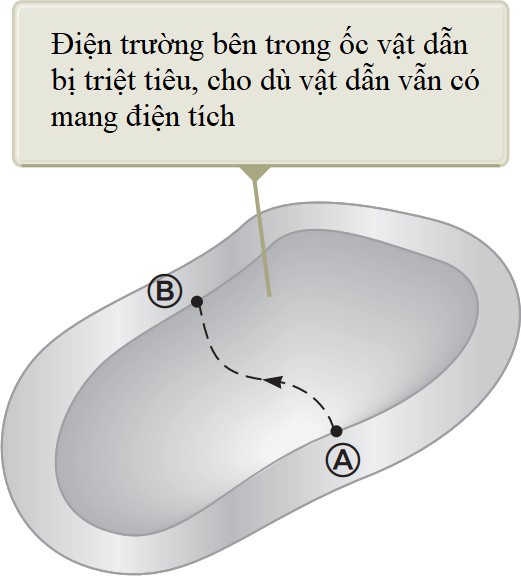 Điện trường bên trong ốc vật dẫn
bị triệt tiêu, cho dù vật dẫn vẫn có
mang điện tích
B
A